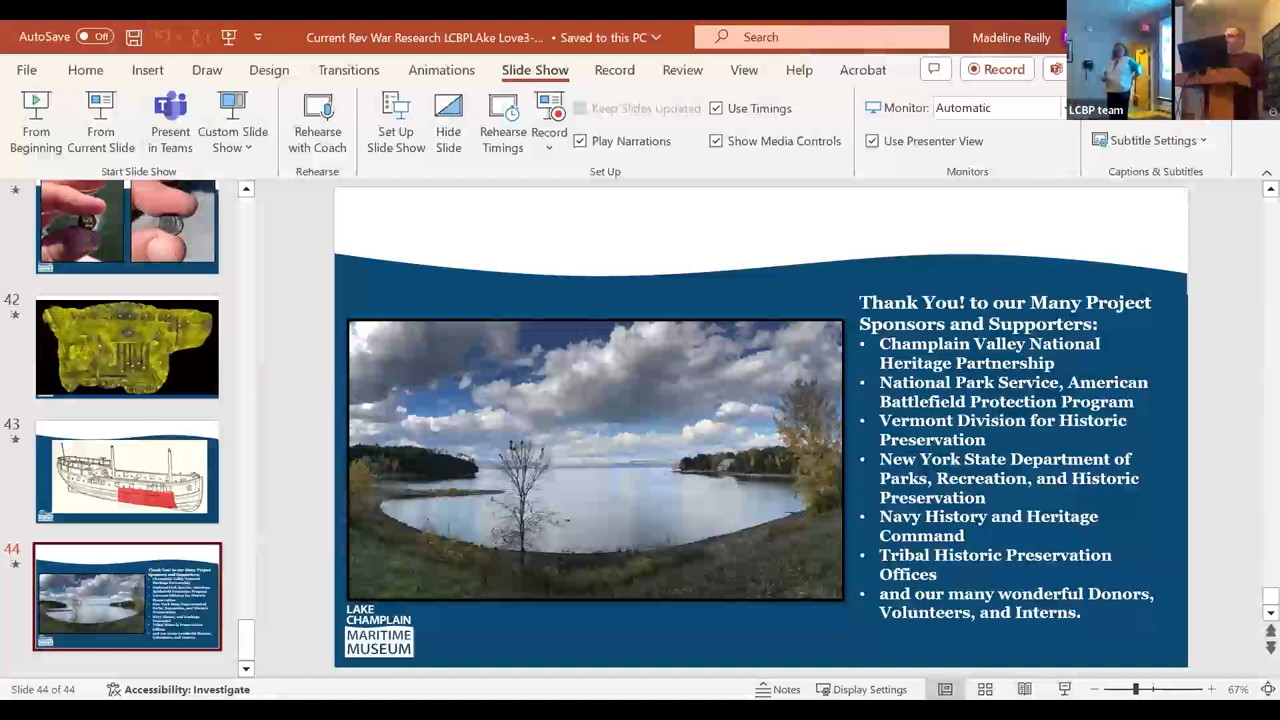 AutoSave Off Current Rev War Research LCBPLAke Love3-... • Saved to this PC Search Madeline Reilly
File Home Insert Draw Design Transitions Animations Slide Show Record Review View Help Acrobat Record
LCBP team
From Beginning
From Current Slide
Present in Teams
Custom Slide Show
Start Slide Show
Rehearse with Coach
Rehearse
Set Up Slide Show
Hide Slide
Rehearse Timings
Record
Keep Slides Updated
Play Narrations
Use Timings
Show Media Controls
Set Up
Monitor: Automatic
Use Presenter View
Monitors
Subtitle Settings
Captions & Subtitles
42
43
44
Thank You! to our Many Project
Sponsors and Supporters:
• Champlain Valley National
Heritage Partnership
• National Park Service, American
Battlefield Protection Program
• Vermont Division for Historic
Preservation
• New York State Department of
Parks, Recreation, and Historic
Preservation
• Navy History and Heritage
Command
• Tribal Historic Preservation
Offices
• and our many wonderful Donors,
Volunteers, and Interns.
LAKE
CHAMPLAIN
MARITIME
MUSEUM
Slide 44 of 44 Accessibility: Investigate Notes Display Settings 67%